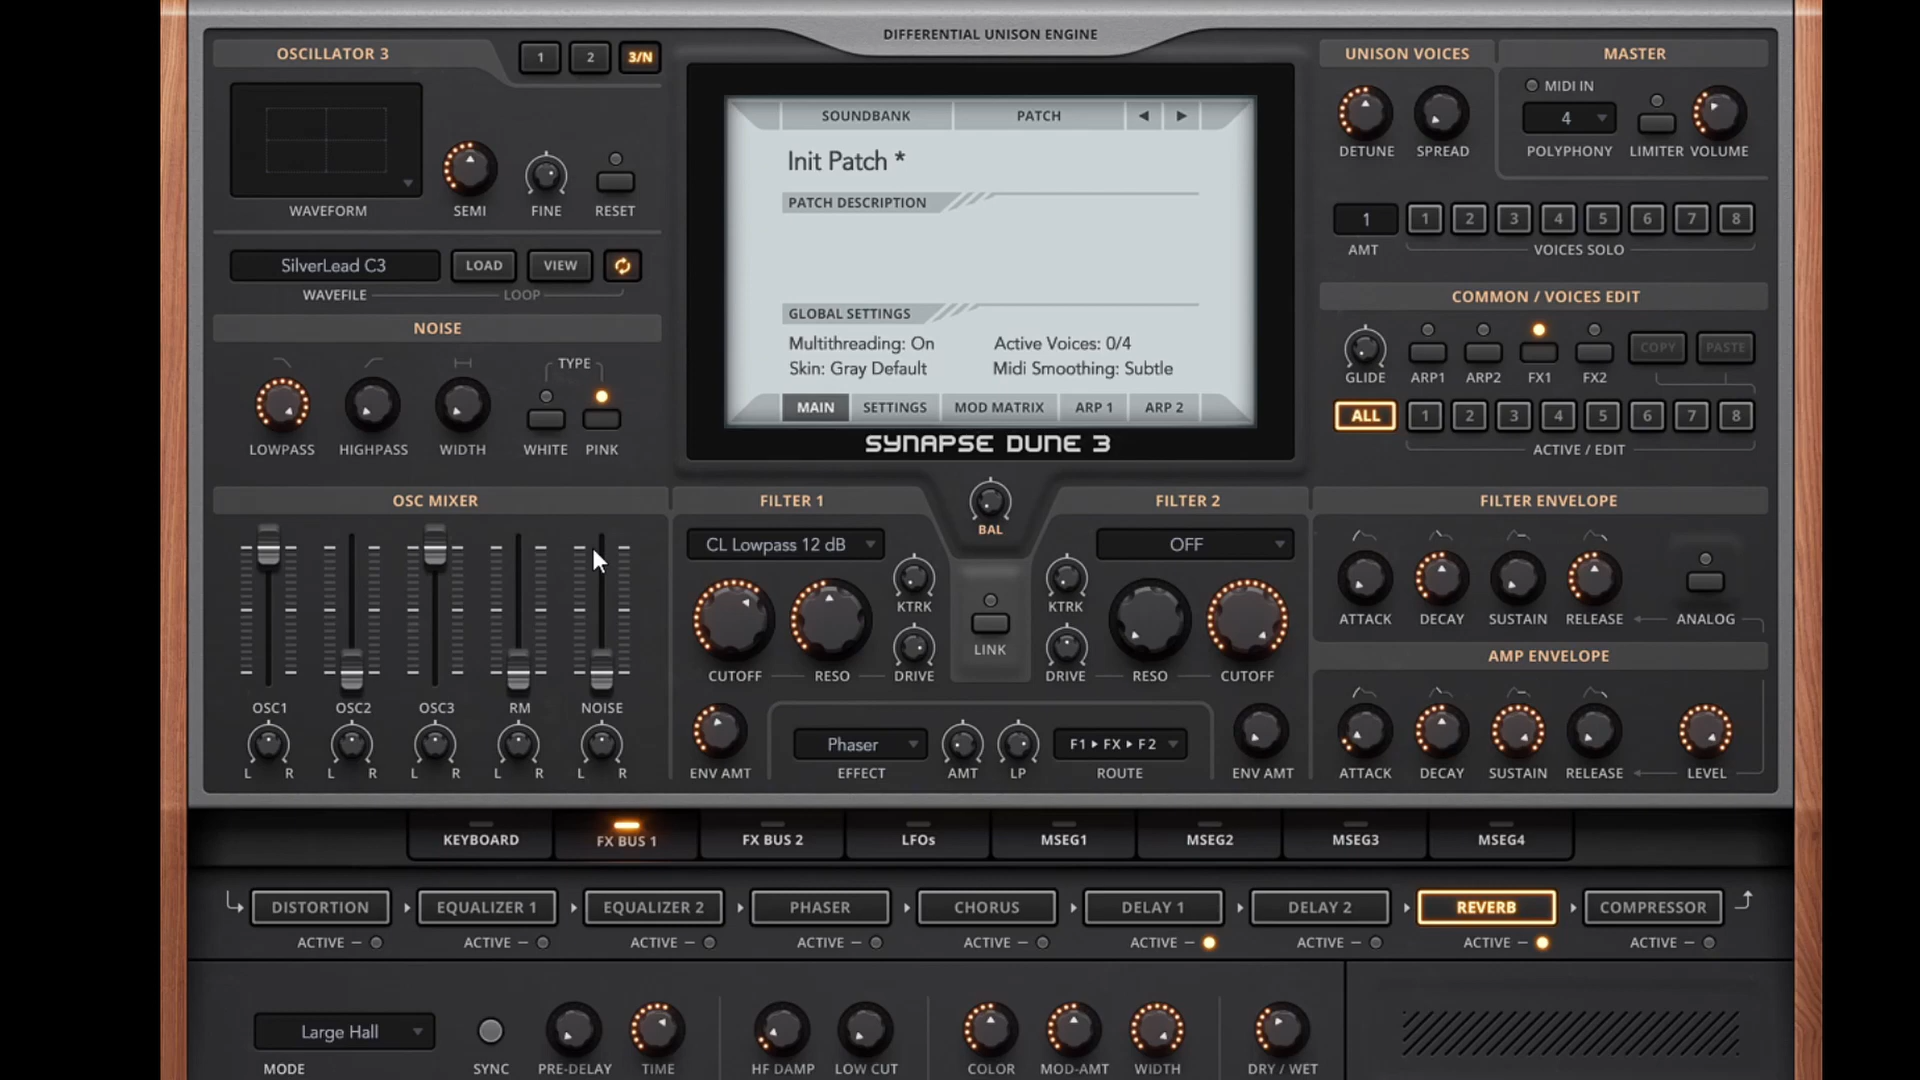 DIFFERENTIAL UNISON ENGINE
OSCILLATOR 3
1
2
3/N
WAVEFORM
SEMI
FINE
RESET
SilverLead C3
LOAD
VIEW
WAVEFILE
LOOP
NOISE
TYPE
LOWPASS
HIGHPASS
WIDTH
WHITE
PINK
SOUNDBANK
PATCH
Init Patch *
PATCH DESCRIPTION
GLOBAL SETTINGS
Multithreading: On
Active Voices: 0/4
Skin: Gray Default
Midi Smoothing: Subtle
MAIN
SETTINGS
MOD MATRIX
ARP 1
ARP 2
SYNAPSE DUNE 3
UNISON VOICES
MASTER
MIDI IN
4
DETUNE
SPREAD
POLYPHONY
LIMITER
VOLUME
1
1
2
3
4
5
6
7
8
AMT
VOICES SOLO
COMMON / VOICES EDIT
GLIDE
ARP1
ARP2
FX1
FX2
COPY
PASTE
ALL
1
2
3
4
5
6
7
8
ACTIVE / EDIT
OSC MIXER
OSC1
OSC2
OSC3
RM
NOISE
L R
L R
L R
L R
L R
FILTER 1
CL Lowpass 12 dB
KTRK
CUTOFF
RESO
DRIVE
ENV AMT
BAL
LINK
FILTER 2
OFF
KTRK
DRIVE
RESO
CUTOFF
ENV AMT
Phaser
EFFECT
AMT
LP
F1 ▸ FX ▸ F2
ROUTE
FILTER ENVELOPE
ATTACK
DECAY
SUSTAIN
RELEASE
ANALOG
AMP ENVELOPE
ATTACK
DECAY
SUSTAIN
RELEASE
LEVEL
KEYBOARD
FX BUS 1
FX BUS 2
LFOs
MSEG1
MSEG2
MSEG3
MSEG4
DISTORTION
EQUALIZER 1
EQUALIZER 2
PHASER
CHORUS
DELAY 1
DELAY 2
REVERB
COMPRESSOR
ACTIVE
ACTIVE
ACTIVE
ACTIVE
ACTIVE
ACTIVE
ACTIVE
ACTIVE
ACTIVE
Large Hall
MODE
SYNC
PRE-DELAY
TIME
HF DAMP
LOW CUT
COLOR
MOD-AMT
WIDTH
DRY / WET